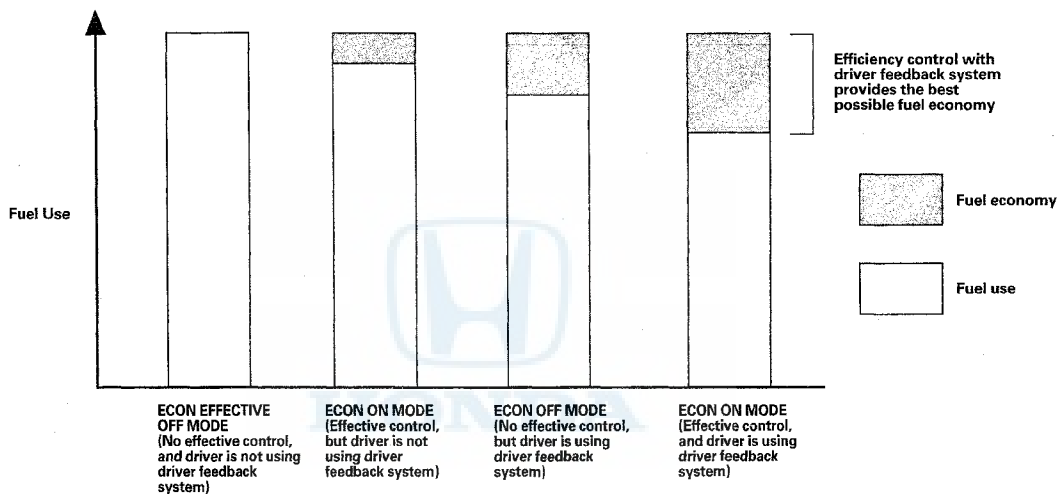 Efficiency control with
driver feedback system
provides the best
possible fuel economy
Fuel economy
Fuel Use
Fuel use
ECON EFFECTIVE
OFF MODE
(No effective control,
and driver is not using
driver feedback
system)
ECON ON MODE
(Effective control,
but driver is not
using driver
feedback system)
ECON OFF MODE
(No effective control,
but driver is using
driver feedback
system)
ECON ON MODE
(Effective control,
and driver is using
driver feedback system)
HONDA